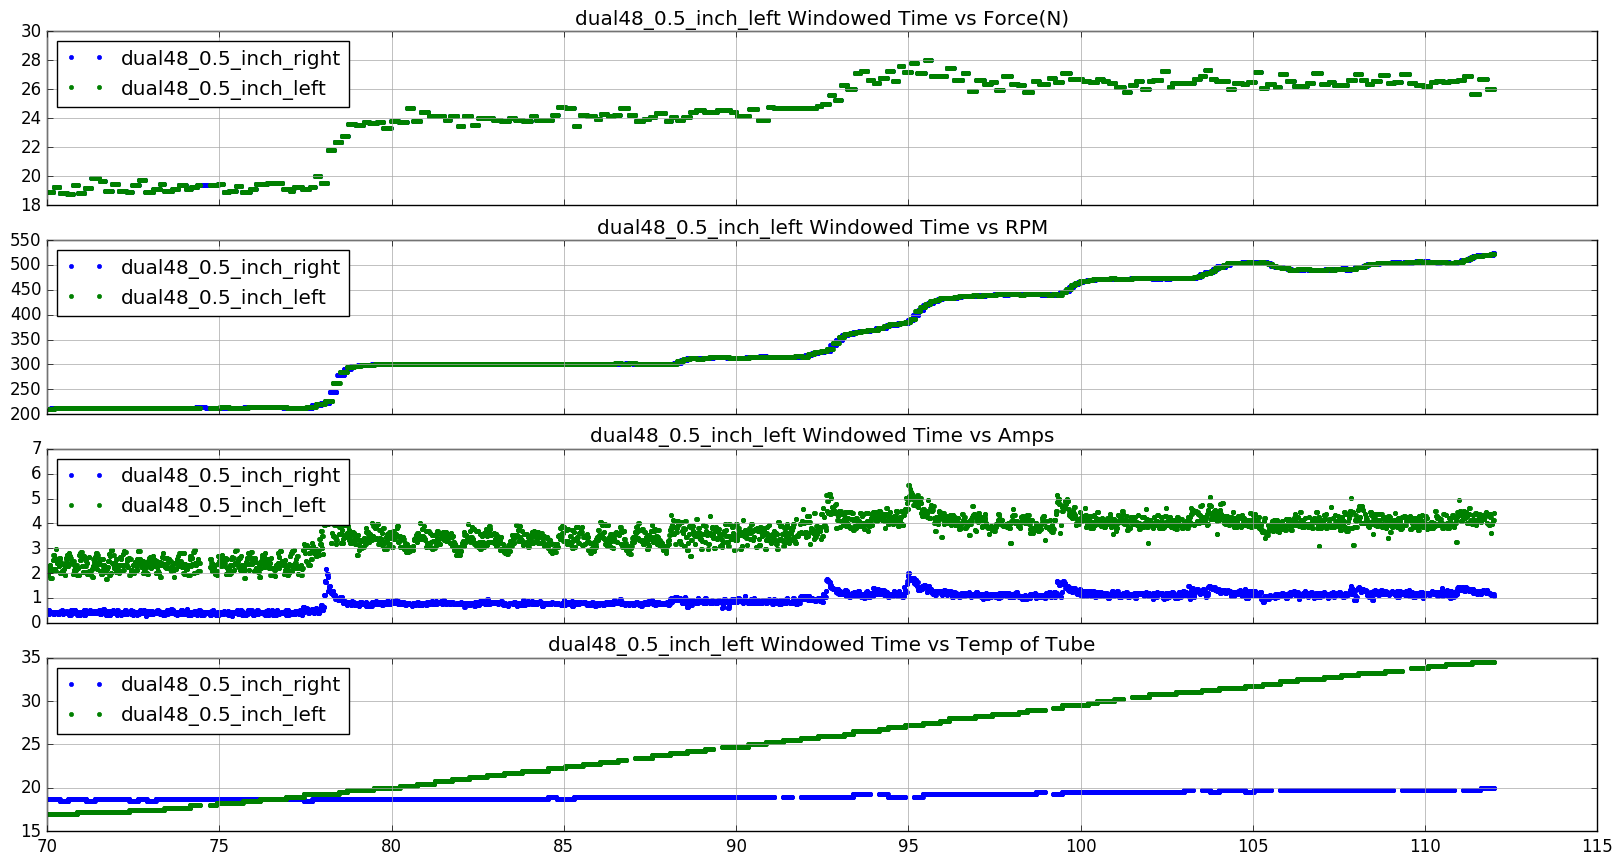 dual48_0.5_inch_left Windowed Time vs Force(N)
30
28
26
24
22
20
18
dual48_0.5_inch_right
dual48_0.5_inch_left
dual48_0.5_inch_left Windowed Time vs RPM
550
500
450
400
350
300
250
200
dual48_0.5_inch_right
dual48_0.5_inch_left
dual48_0.5_inch_left Windowed Time vs Amps
7
6
5
4
3
2
1
0
dual48_0.5_inch_right
dual48_0.5_inch_left
dual48_0.5_inch_left Windowed Time vs Temp of Tube
35
30
25
20
15
dual48_0.5_inch_right
dual48_0.5_inch_left
70 75 80 85 90 95 100 105 110 115